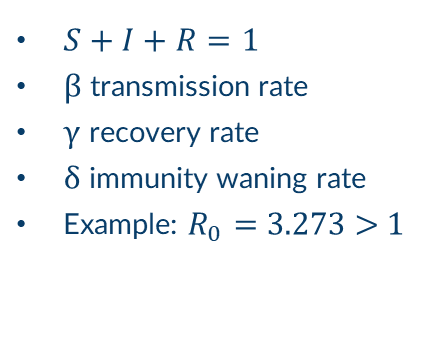 • S + I + R = 1
• β transmission rate
• γ recovery rate
• δ immunity waning rate
• Example: R₀ = 3.273 > 1